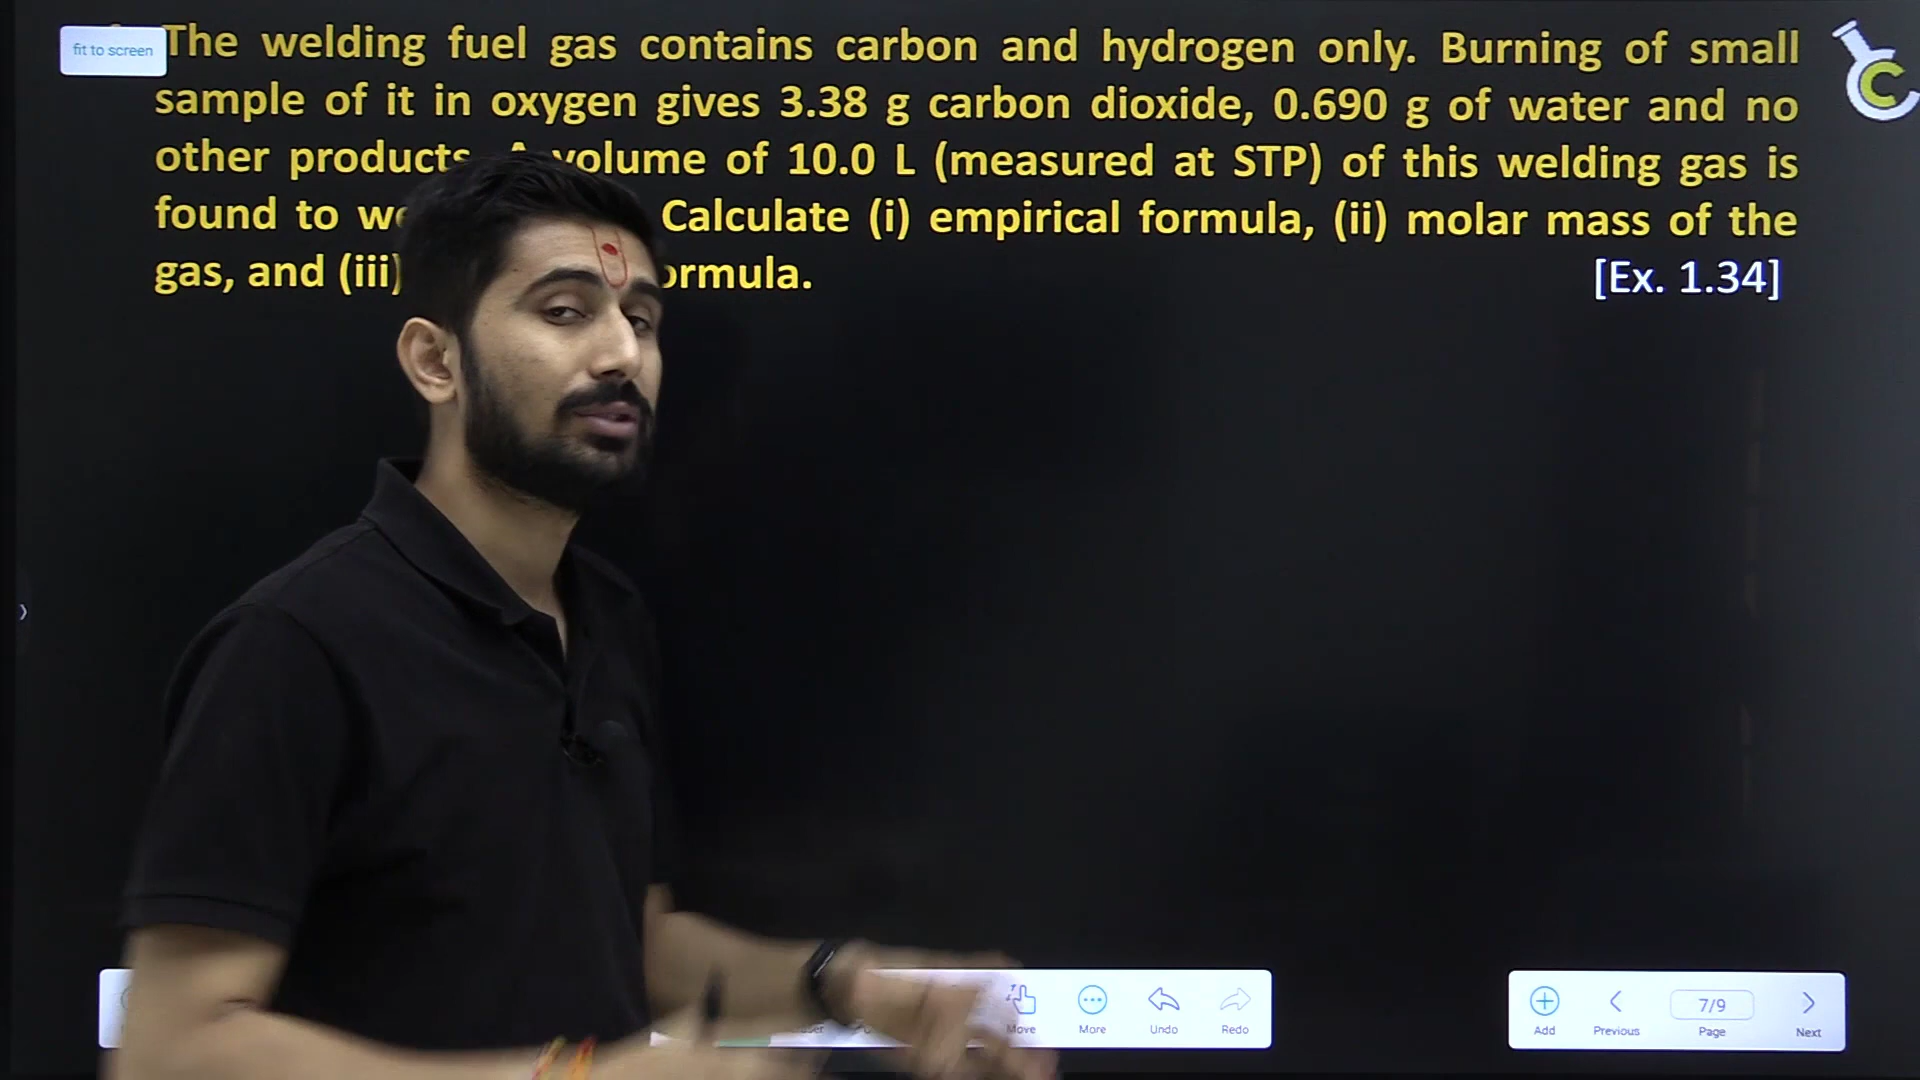 fit to screen
The welding fuel gas contains carbon and hydrogen only. Burning of small
sample of it in oxygen gives 3.38 g carbon dioxide, 0.690 g of water and no
other products. A volume of 10.0 L (measured at STP) of this welding gas is
found to Calculate (i) empirical formula, (ii) molar mass of the
gas, and (iii)
[Ex. 1.34]
Move
More
Undo
Redo
Add
Previous
7/9
Page
Next
C